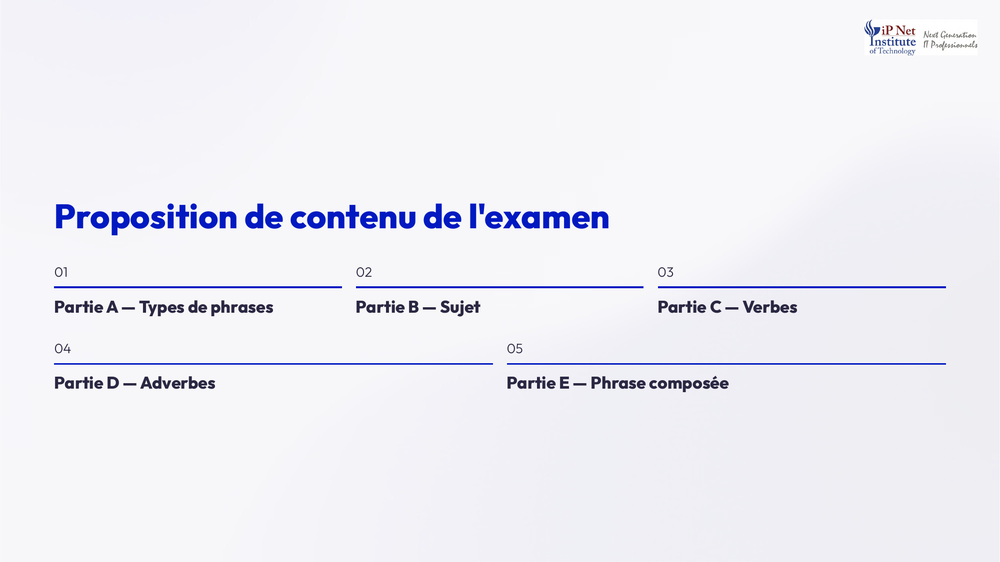 iP Net
Institute
of Technology
Next Generation
IT Professionnels
Proposition de contenu de l'examen
01
02
03
Partie A — Types de phrases
Partie B — Sujet
Partie C — Verbes
04
05
Partie D — Adverbes
Partie E — Phrase composée